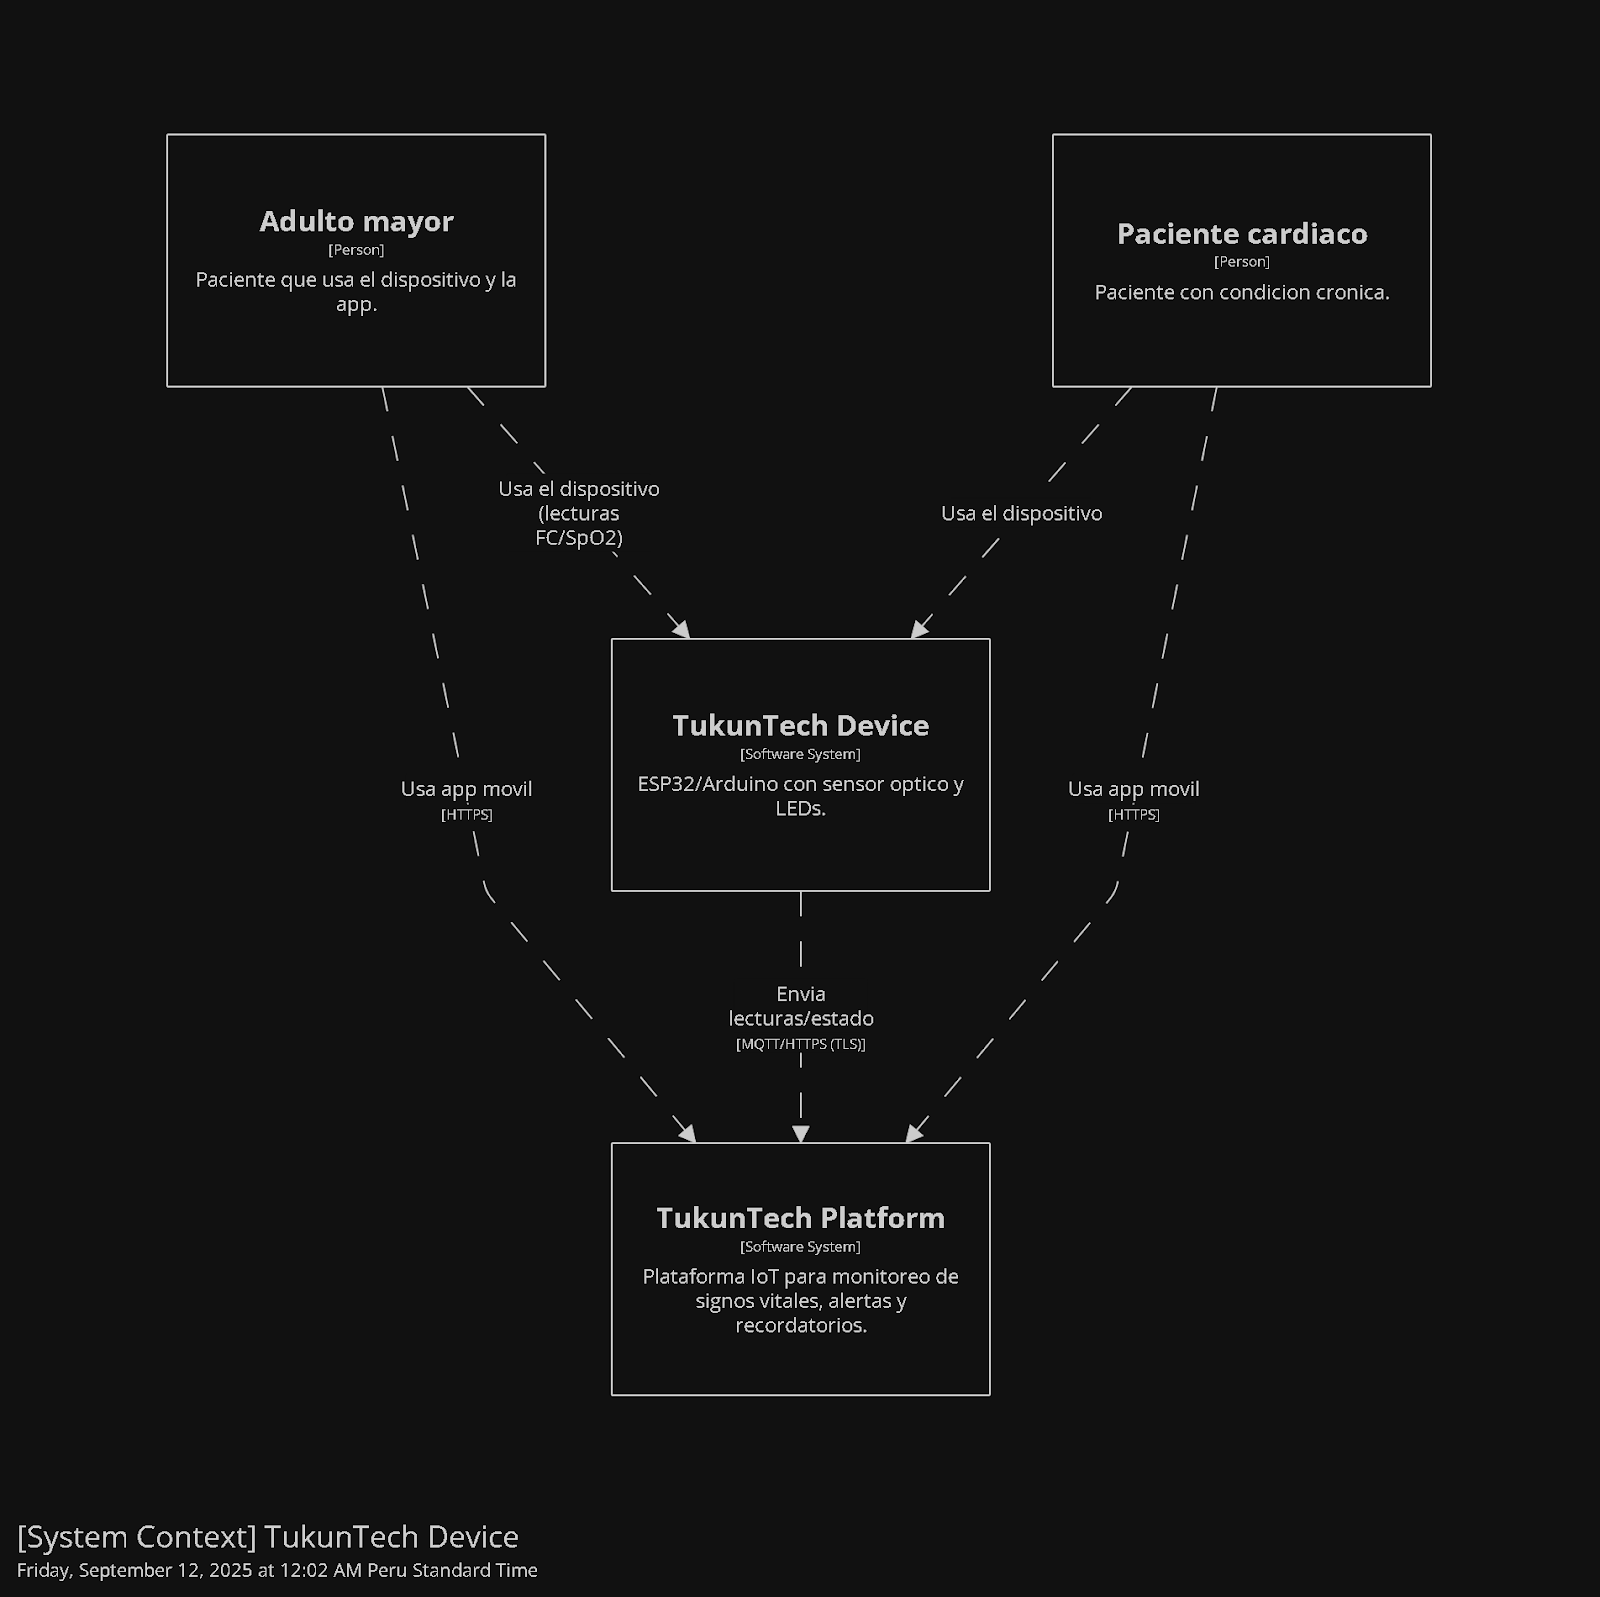 Adulto mayor
[Person]
Paciente que usa el dispositivo y la
app.
Paciente cardiaco
[Person]
Paciente con condicion cronica.
Usa el dispositivo
(lecturas
FC/SpO2)
Usa el dispositivo
TukunTech Device
[Software System]
ESP32/Arduino con sensor optico y
LEDs.
Usa app movil
[HTTPS]
Usa app movil
[HTTPS]
Envia
lecturas/estado
[MQTT/HTTPS (TLS)]
TukunTech Platform
[Software System]
Plataforma IoT para monitoreo de
signos vitales, alertas y
recordatorios.
[System Context] TukunTech Device
Friday, September 12, 2025 at 12:02 AM Peru Standard Time